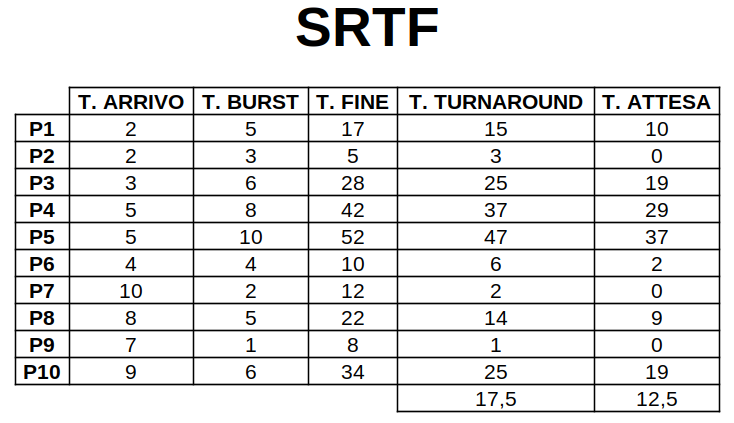 SRTF
T. ARRIVO T. BURST T. FINE T. TURNAROUND T. ATTESA
P1 2 5 17 15 10
P2 2 3 5 3 0
P3 3 6 28 25 19
P4 5 8 42 37 29
P5 5 10 52 47 37
P6 4 4 10 6 2
P7 10 2 12 2 0
P8 8 5 22 14 9
P9 7 1 8 1 0
P10 9 6 34 25 19
17,5 12,5